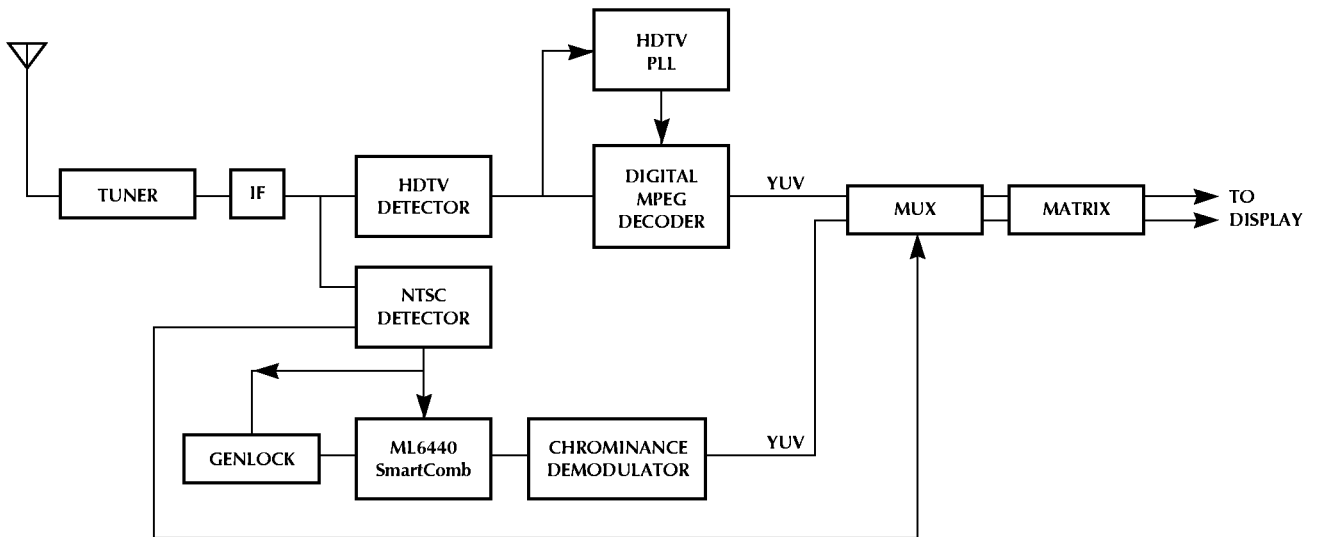 HDTV
PLL
TUNER
IF
HDTV
DETECTOR
DIGITAL
MPEG
DECODER
YUV
MUX
MATRIX
TO
DISPLAY
NTSC
DETECTOR
GENLOCK
ML6440
SmartComb
CHROMINANCE
DEMODULATOR
YUV